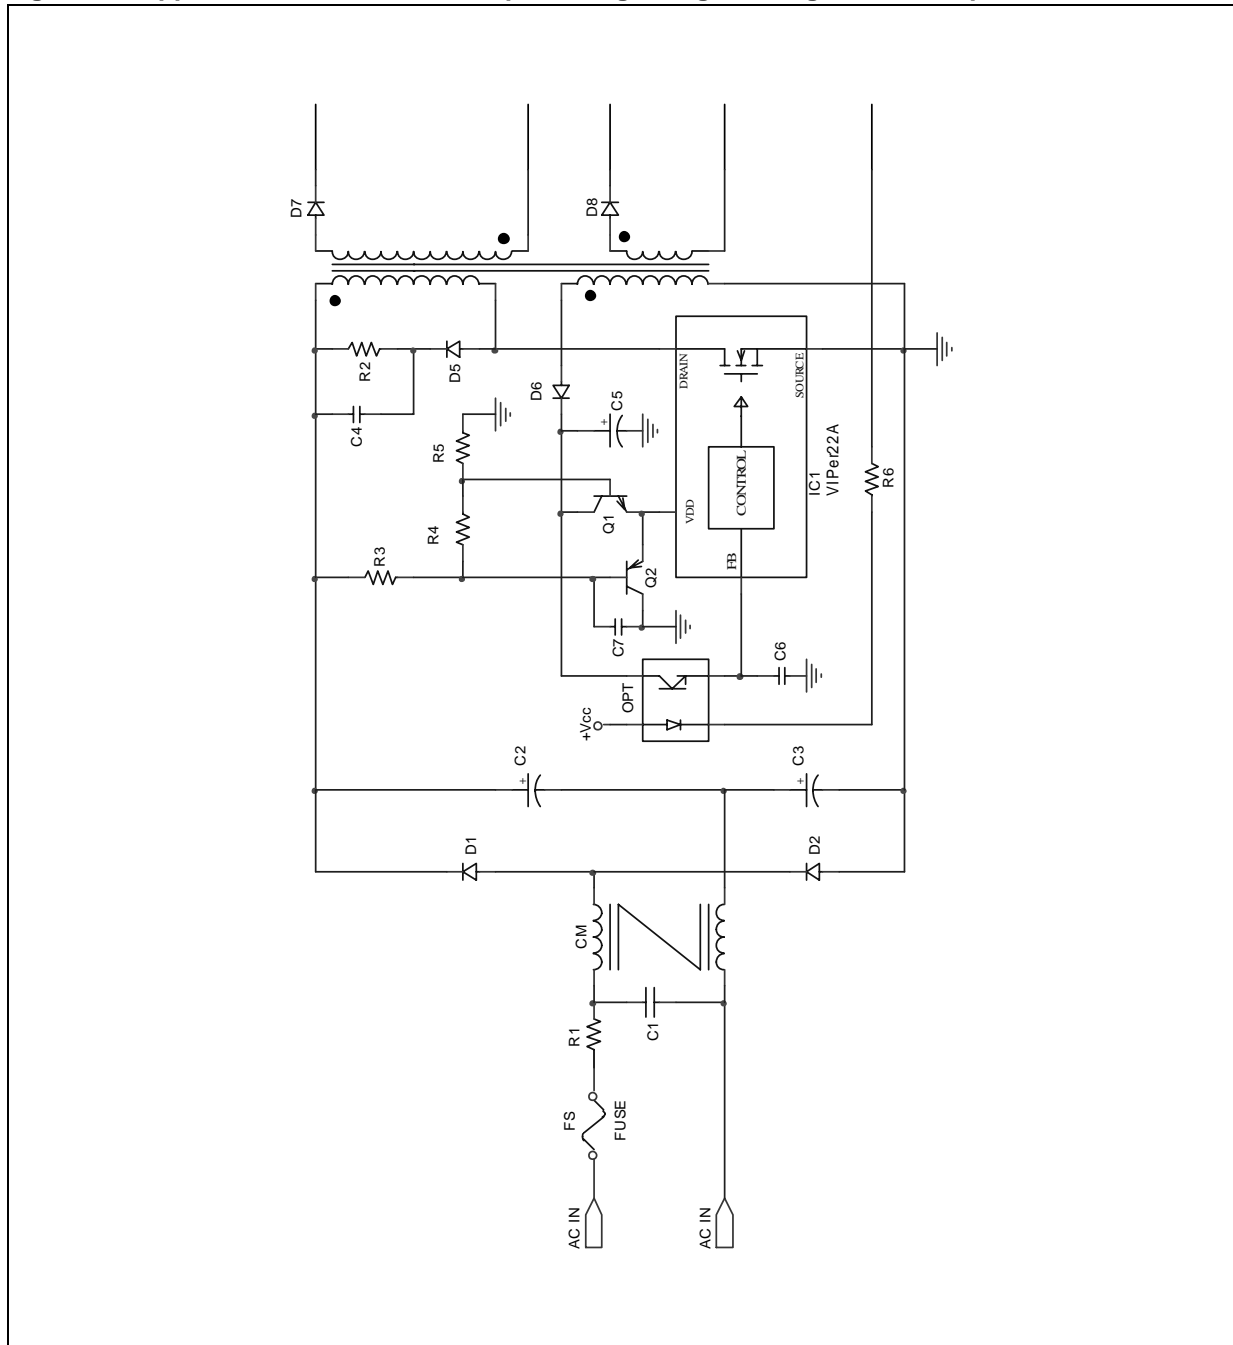 D7
D8
R2
D5
C4
D6
C5
+
R5
R4
R3
Q1
Q2
C7
DRAIN
SOURCE
VDD
CONTROL
FB
IC1
VIPer22A
R6
C6
OPT
+Vcc
C2
+
C3
+
D1
D2
CM
R1
C1
FS
FUSE
AC IN
AC IN